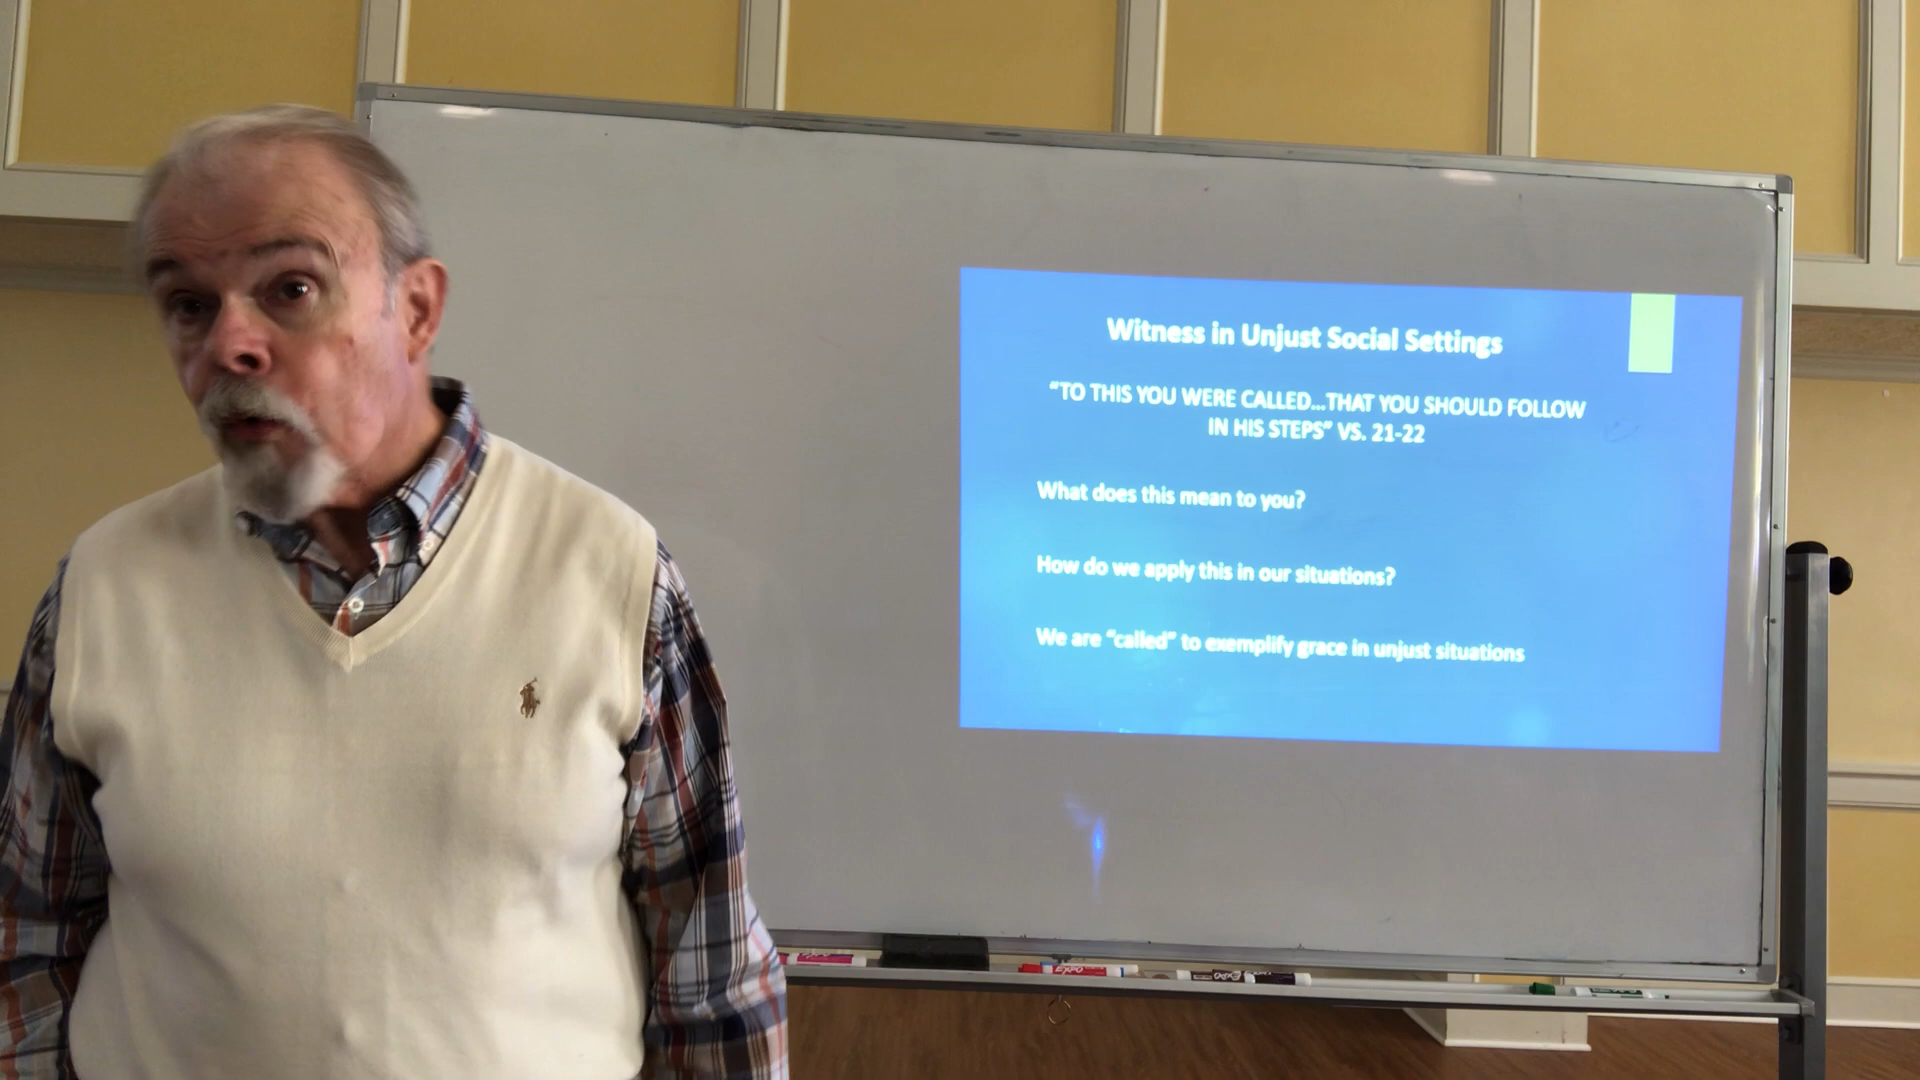 Witness in Unjust Social Settings
“TO THIS YOU WERE CALLED...THAT YOU SHOULD FOLLOW
IN HIS STEPS” VS. 21-22
What does this mean to you?
How do we apply this in our situations?
We are “called” to exemplify grace in unjust situations
EXPO
EXPO
EXPO